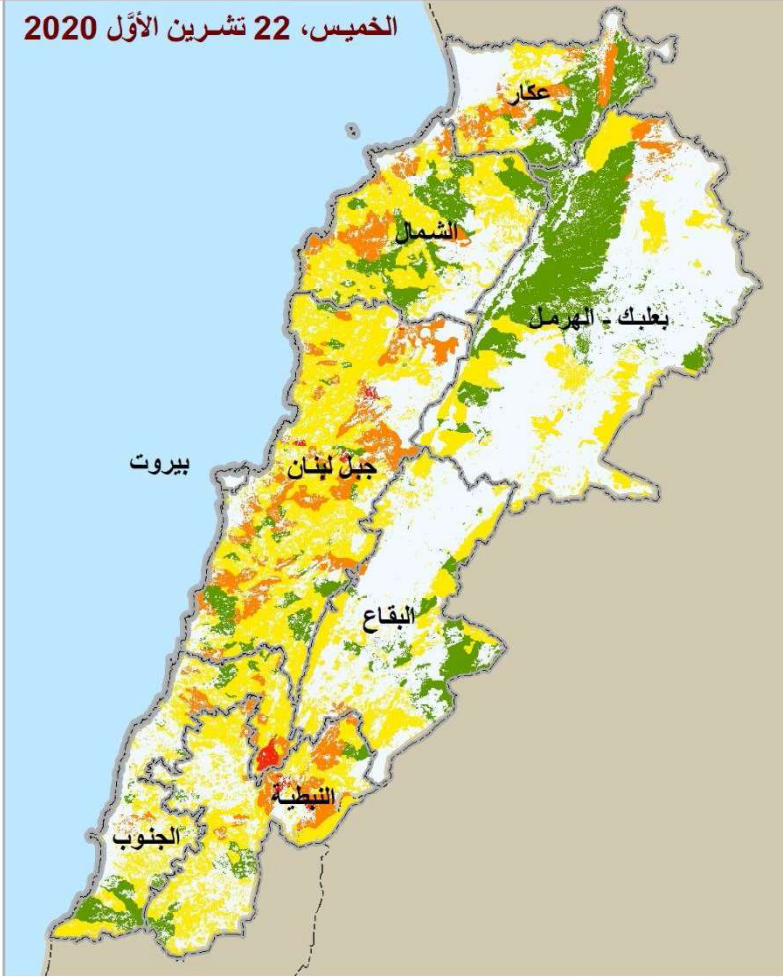 الخميس، 22 تشرين الأوَّل 2020
عكار
الشمال
بعلبك - الهرمل
بيروت
جبل لبنان
البقاع
النبطية
الجنوب